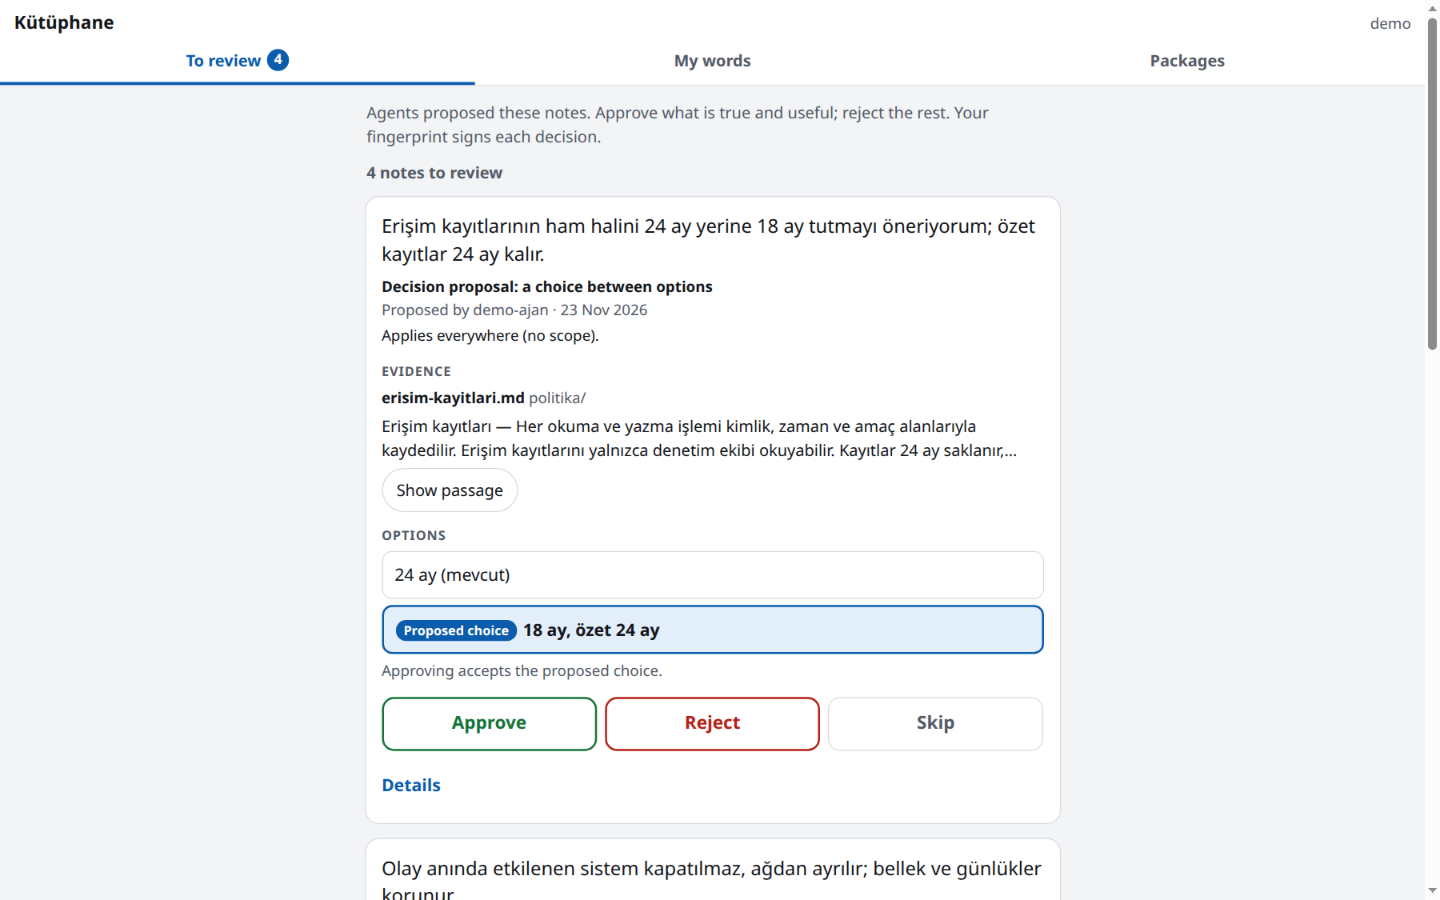 Kütüphane
demo
To review 4
My words
Packages
Agents proposed these notes. Approve what is true and useful; reject the rest. Your
fingerprint signs each decision.
4 notes to review
Erişim kayıtlarının ham halini 24 ay yerine 18 ay tutmayı öneriyorum; özet
kayıtlar 24 ay kalır.
Decision proposal: a choice between options
Proposed by demo-ajan · 23 Nov 2026
Applies everywhere (no scope).
EVIDENCE
erisim-kayitlari.md politika/
Erişim kayıtları — Her okuma ve yazma işlemi kimlik, zaman ve amaç alanlarıyla
kaydedilir. Erişim kayıtlarını yalnızca denetim ekibi okuyabilir. Kayıtlar 24 ay saklanır,...
Show passage
OPTIONS
24 ay (mevcut)
Proposed choice 18 ay, özet 24 ay
Approving accepts the proposed choice.
Approve
Reject
Skip
Details
Olay anında etkilenen sistem kapatılmaz, ağdan ayrılır; bellek ve günlükler
korunur